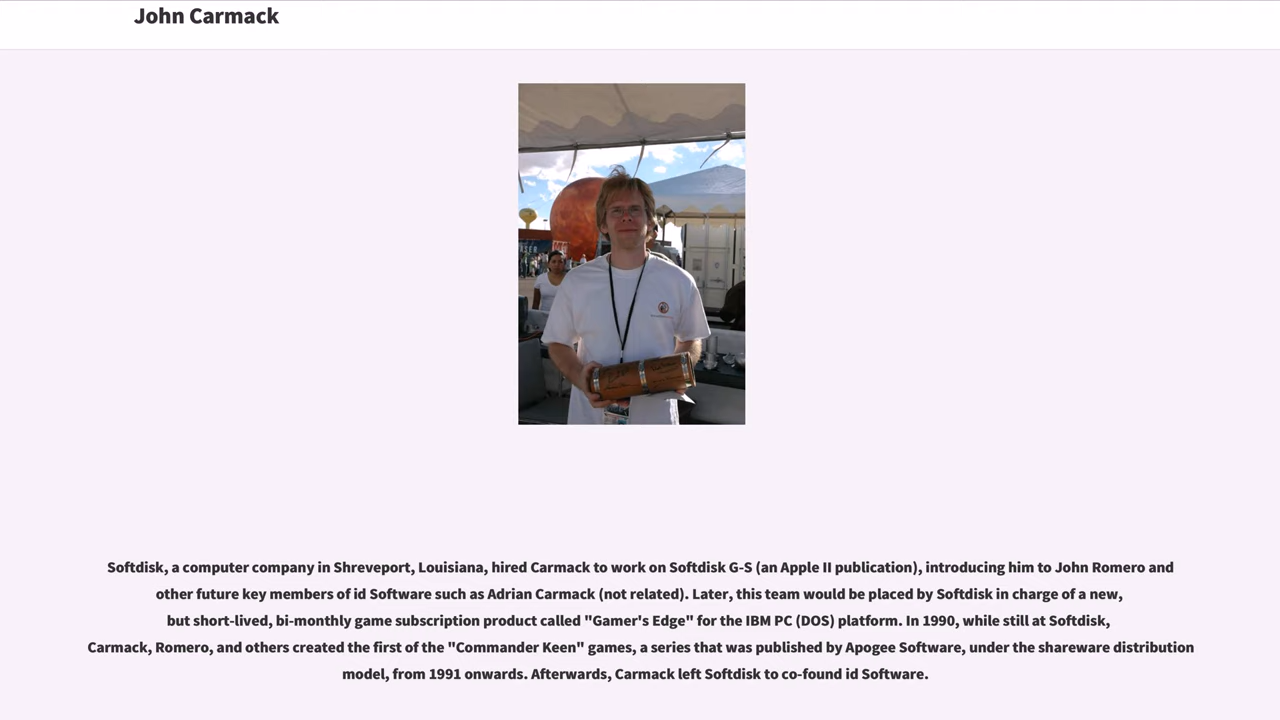 John Carmack
Softdisk, a computer company in Shreveport, Louisiana, hired Carmack to work on Softdisk G-S (an Apple II publication), introducing him to John Romero and
other future key members of id Software such as Adrian Carmack (not related). Later, this team would be placed by Softdisk in charge of a new,
but short-lived, bi-monthly game subscription product called "Gamer's Edge" for the IBM PC (DOS) platform. In 1990, while still at Softdisk,
Carmack, Romero, and others created the first of the "Commander Keen" games, a series that was published by Apogee Software, under the shareware distribution
model, from 1991 onwards. Afterwards, Carmack left Softdisk to co-found id Software.